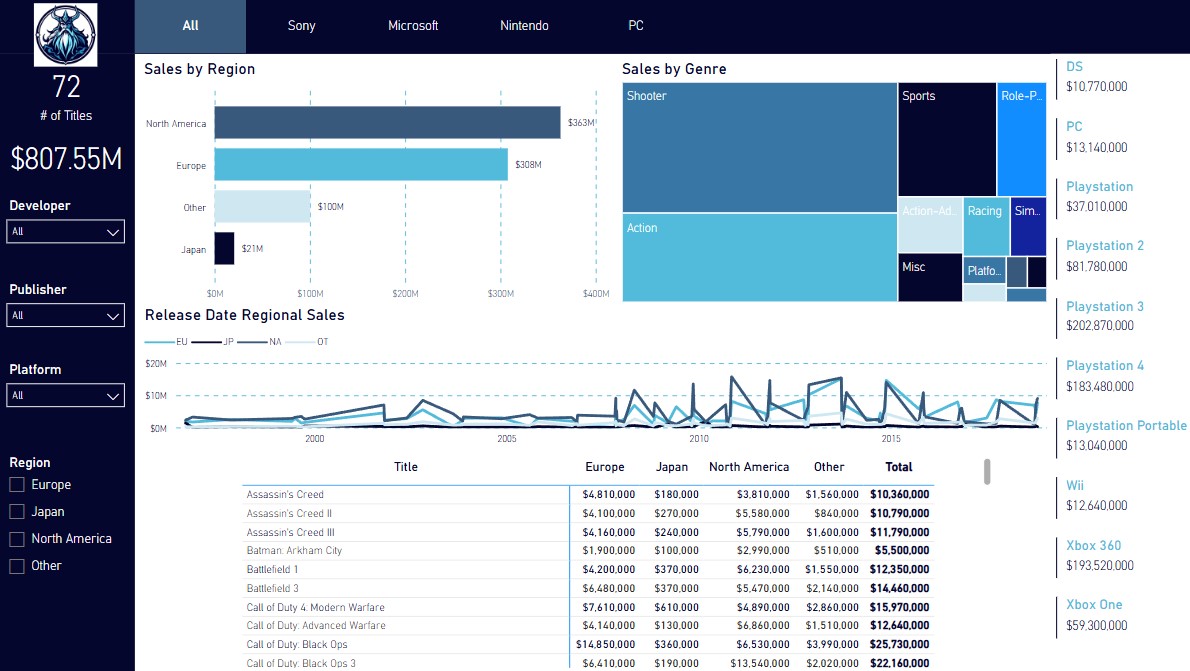 All Sony Microsoft Nintendo PC
72
# of Titles
$807.55M
Developer
All
Publisher
All
Platform
All
Region
Europe
Japan
North America
Other
Sales by Region
North America $363M
Europe $308M
Other $100M
Japan $21M
$0M $100M $200M $300M $400M
Sales by Genre
Shooter
Action
Sports
Role-P...
Action-Ad...
Racing
Sim...
Misc
Platfo...
Release Date Regional Sales
EU JP NA OT
$20M
$10M
$0M
2000 2005 2010 2015
Title Europe Japan North America Other Total
Assassin's Creed $4,810,000 $180,000 $3,810,000 $1,560,000 $10,360,000
Assassin's Creed II $4,100,000 $270,000 $5,580,000 $840,000 $10,790,000
Assassin's Creed III $4,160,000 $240,000 $5,790,000 $1,600,000 $11,790,000
Batman: Arkham City $1,900,000 $100,000 $2,990,000 $510,000 $5,500,000
Battlefield 1 $4,200,000 $370,000 $6,230,000 $1,550,000 $12,350,000
Battlefield 3 $6,480,000 $370,000 $5,470,000 $2,140,000 $14,460,000
Call of Duty 4: Modern Warfare $7,610,000 $610,000 $4,890,000 $2,860,000 $15,970,000
Call of Duty: Advanced Warfare $4,140,000 $130,000 $6,860,000 $1,510,000 $12,640,000
Call of Duty: Black Ops $14,850,000 $360,000 $6,530,000 $3,990,000 $25,730,000
Call of Duty: Black Ops 3 $6,410,000 $190,000 $13,540,000 $2,020,000 $22,160,000
DS
$10,770,000
PC
$13,140,000
Playstation
$37,010,000
Playstation 2
$81,780,000
Playstation 3
$202,870,000
Playstation 4
$183,480,000
Playstation Portable
$13,040,000
Wii
$12,640,000
Xbox 360
$193,520,000
Xbox One
$59,300,000